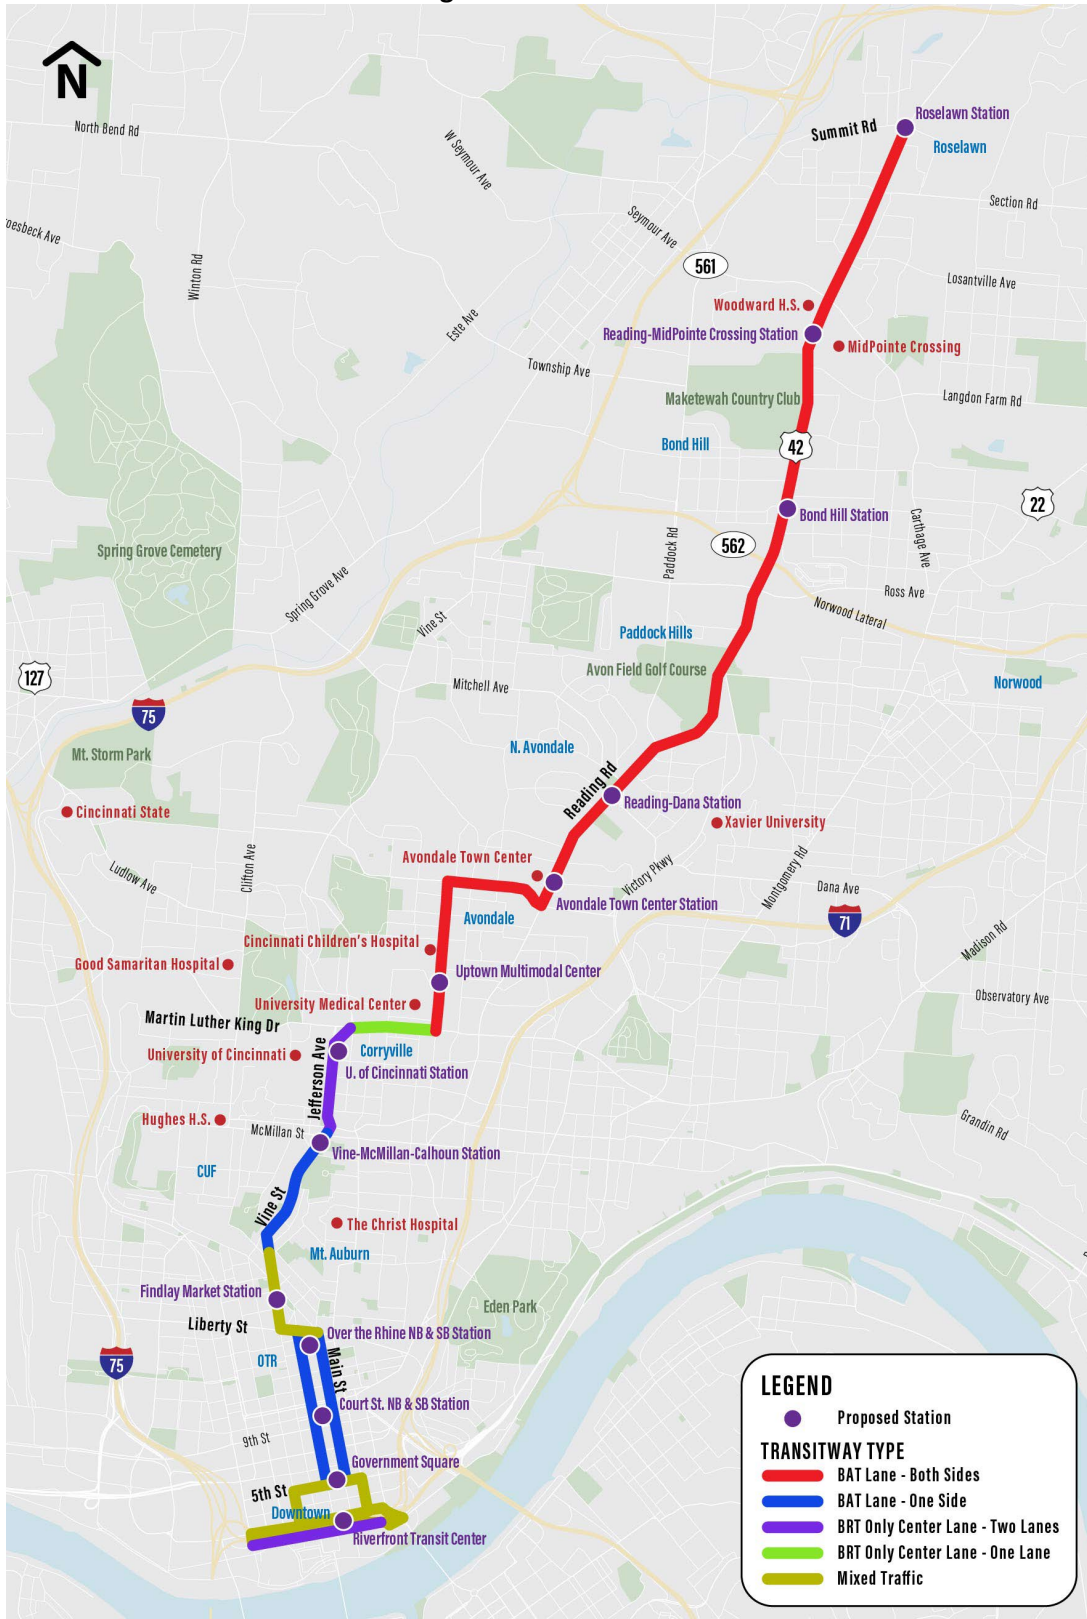 N
North Bend Rd
W Seymour Ave
Summit Rd
Roselawn Station
Roselawn
Section Rd
Seymour Ave
Winton Rd
561
Losantville Ave
Woodward H.S.
Este Ave
Reading-MidPointe Crossing Station
MidPointe Crossing
Township Ave
Maketewah Country Club
Langdon Farm Rd
Bond Hill
42
22
Bond Hill Station
Carthage Ave
562
Paddock Rd
Spring Grove Cemetery
Spring Grove Ave
Ross Ave
Norwood Lateral
Vine St
Paddock Hills
Avon Field Golf Course
127
Mitchell Ave
Norwood
75
Mt. Storm Park
N. Avondale
Reading Rd
Reading-Dana Station
Cincinnati State
Xavier University
Ludlow Ave
Clifton Ave
Avondale Town Center
Victory Pkwy
Montgomery Rd
Dana Ave
Avondale Town Center Station
Avondale
71
Madison Rd
Cincinnati Children's Hospital
Good Samaritan Hospital
Uptown Multimodal Center
University Medical Center
Observatory Ave
Martin Luther King Dr
University of Cincinnati
Corryville
Jefferson Ave
U. of Cincinnati Station
Hughes H.S.
McMillan St
Grandin Rd
Vine-McMillan-Calhoun Station
CUF
Vine St
The Christ Hospital
Mt. Auburn
Findlay Market Station
Eden Park
Liberty St
Over the Rhine NB & SB Station
OTR
Main St
75
Court St. NB & SB Station
9th St
Government Square
5th St
Downtown
Riverfront Transit Center
LEGEND
Proposed Station
TRANSITWAY TYPE
BAT Lane - Both Sides
BAT Lane - One Side
BRT Only Center Lane - Two Lanes
BRT Only Center Lane - One Lane
Mixed Traffic